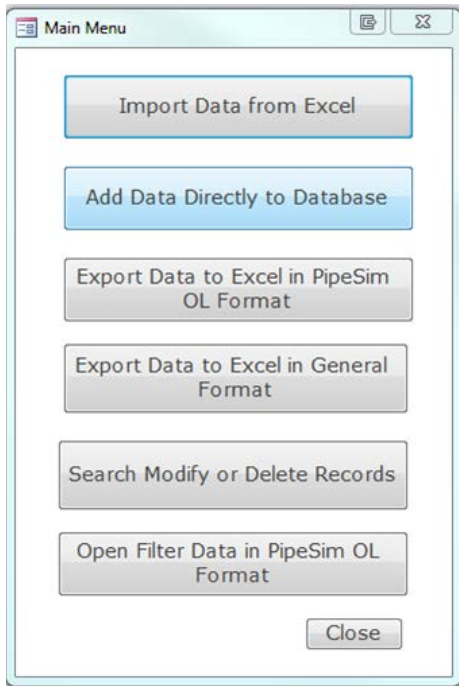 Main Menu
Import Data from Excel
Add Data Directly to Database
Export Data to Excel in PipeSim
OL Format
Export Data to Excel in General
Format
Search Modify or Delete Records
Open Filter Data in PipeSim OL
Format
Close